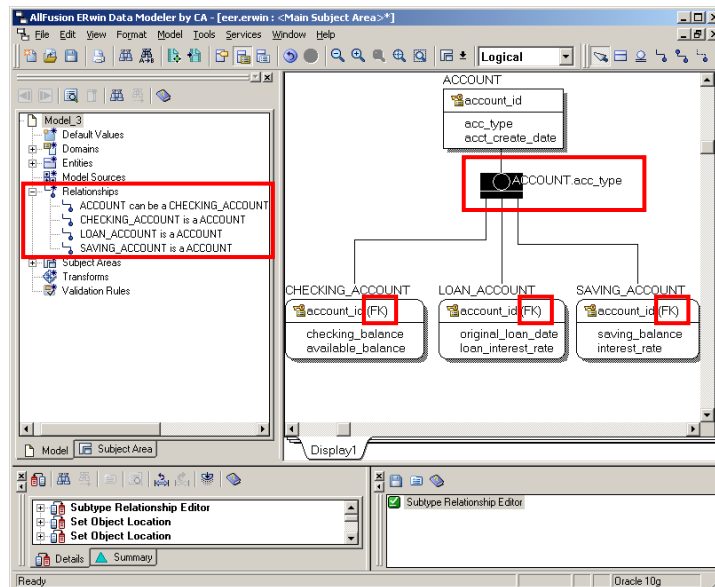 AllFusion ERwin Data Modeler by CA - [eer.erwin : <Main Subject Area>*]
File Edit View Format Model Tools Services Window Help
Logical
Model_3
Default Values
Domains
Entities
Model Sources
Relationships
ACCOUNT can be a CHECKING_ACCOUNT
CHECKING_ACCOUNT is a ACCOUNT
LOAN_ACCOUNT is a ACCOUNT
SAVING_ACCOUNT is a ACCOUNT
Subject Areas
Transforms
Validation Rules
Model Subject Area
ACCOUNT
account_id
acc_type
acct_create_date
ACCOUNT.acc_type
CHECKING_ACCOUNT LOAN_ACCOUNT SAVING_ACCOUNT
account_id (FK) account_id (FK) account_id (FK)
checking_balance original_loan_date saving_balance
available_balance loan_interest_rate interest_rate
Display1
Subtype Relationship Editor
Set Object Location
Set Object Location
Details Summary
Subtype Relationship Editor
Ready Oracle 10g